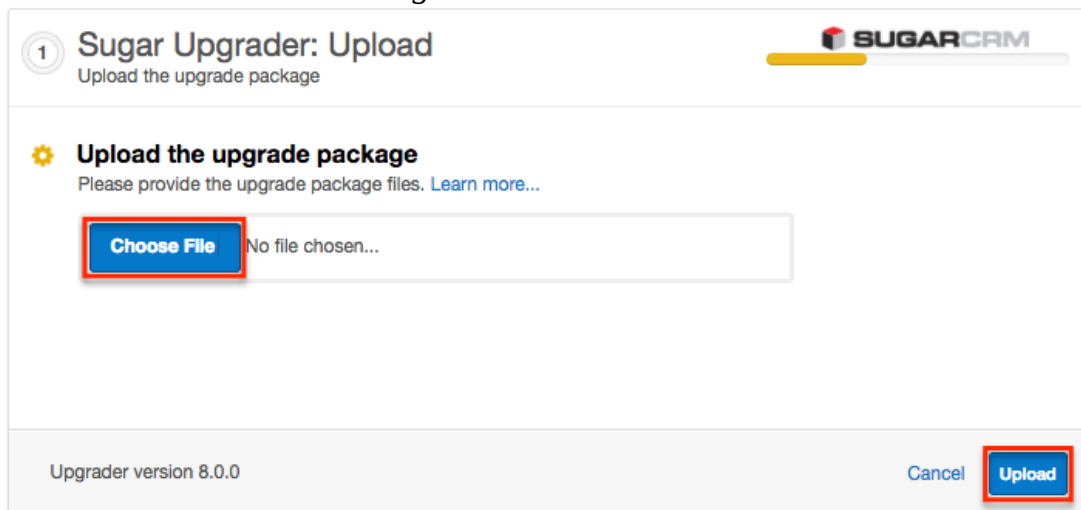 1
Sugar Upgrader: Upload
SUGARCRM
Upload the upgrade package
Upload the upgrade package
Please provide the upgrade package files. Learn more...
Choose File No file chosen...
Upgrader version 8.0.0
Cancel Upload